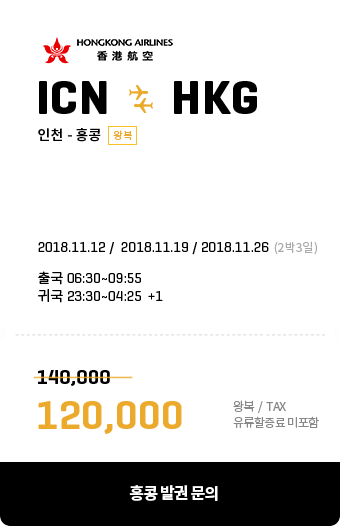 HONGKONG AIRLINES
香港航空
ICN HKG
인천 - 홍콩 왕복
2018.11.12 / 2018.11.19 / 2018.11.26 (2박3일)
출국 06:30~09:55
귀국 23:30~04:25 +1
140,000
120,000
왕복 / TAX
유류할증료 미포함
홍콩 발권 문의